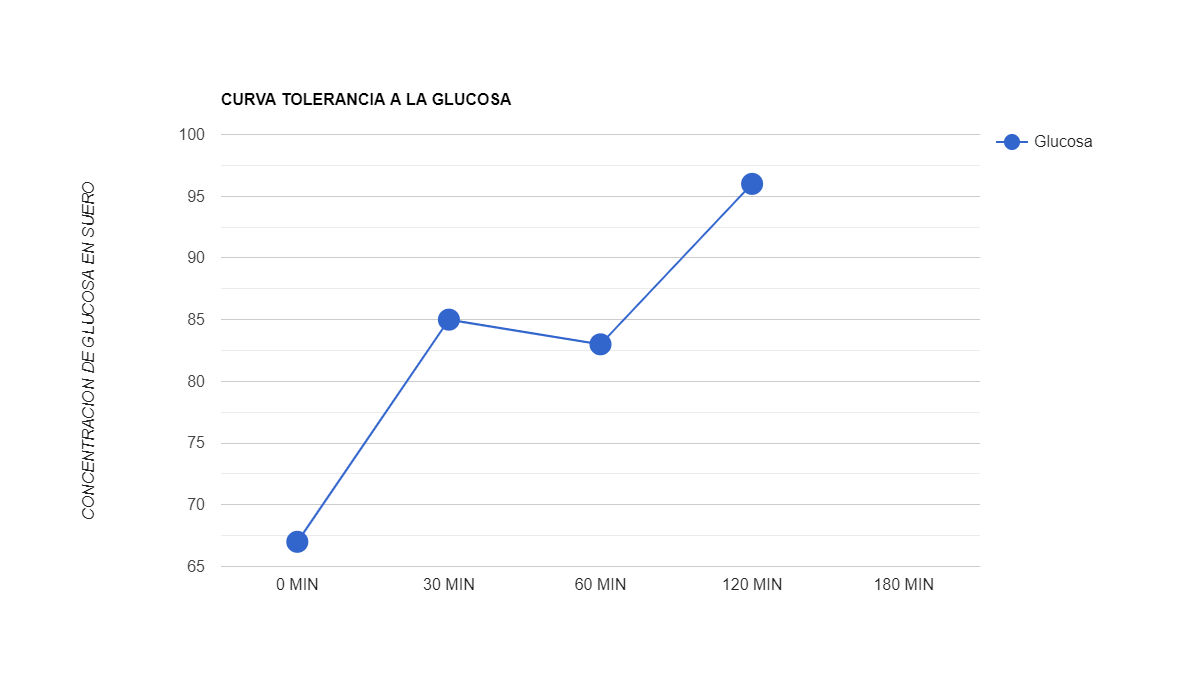 CURVA TOLERANCIA A LA GLUCOSA
Glucosa
CONCENTRACION DE GLUCOSA EN SUERO
100
95
90
85
80
75
70
65
0 MIN
30 MIN
60 MIN
120 MIN
180 MIN